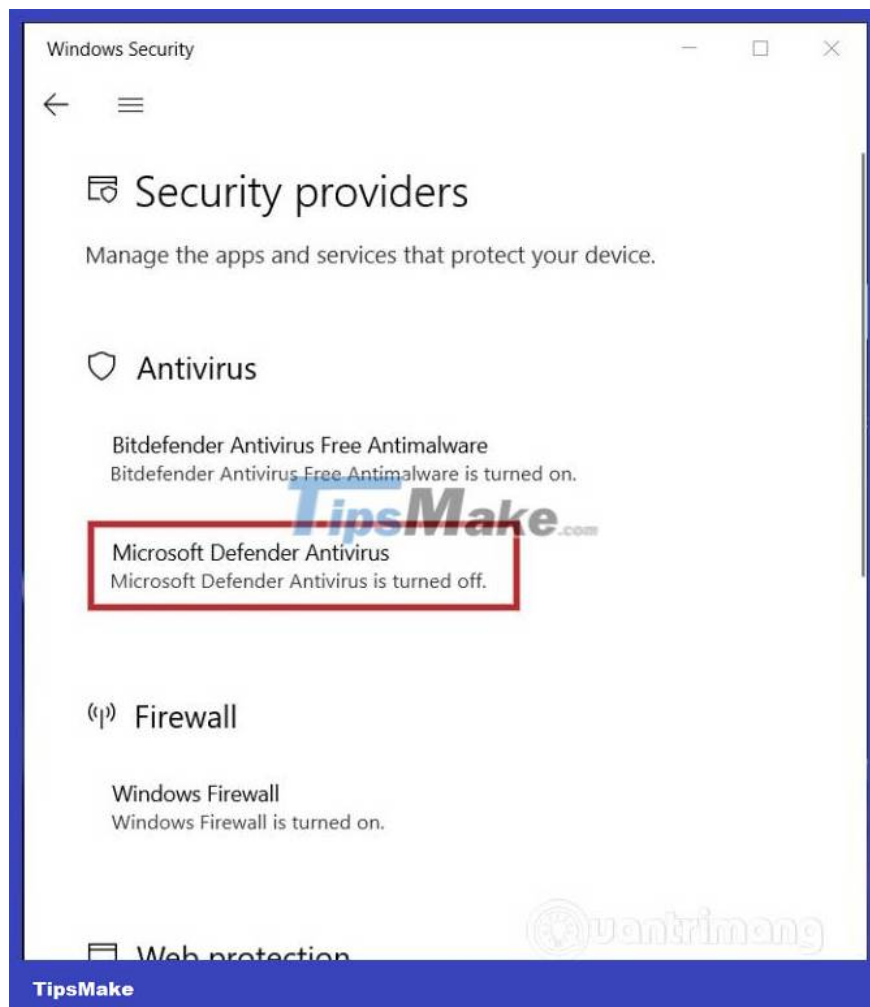 Windows Security
Security providers
Manage the apps and services that protect your device.
Antivirus
Bitdefender Antivirus Free Antimalware
Bitdefender Antivirus Free Antimalware is turned on.
TipsMake.com
Microsoft Defender Antivirus
Microsoft Defender Antivirus is turned off.
Firewall
Windows Firewall
Windows Firewall is turned on.
Quantrimang
Web protection
TipsMake